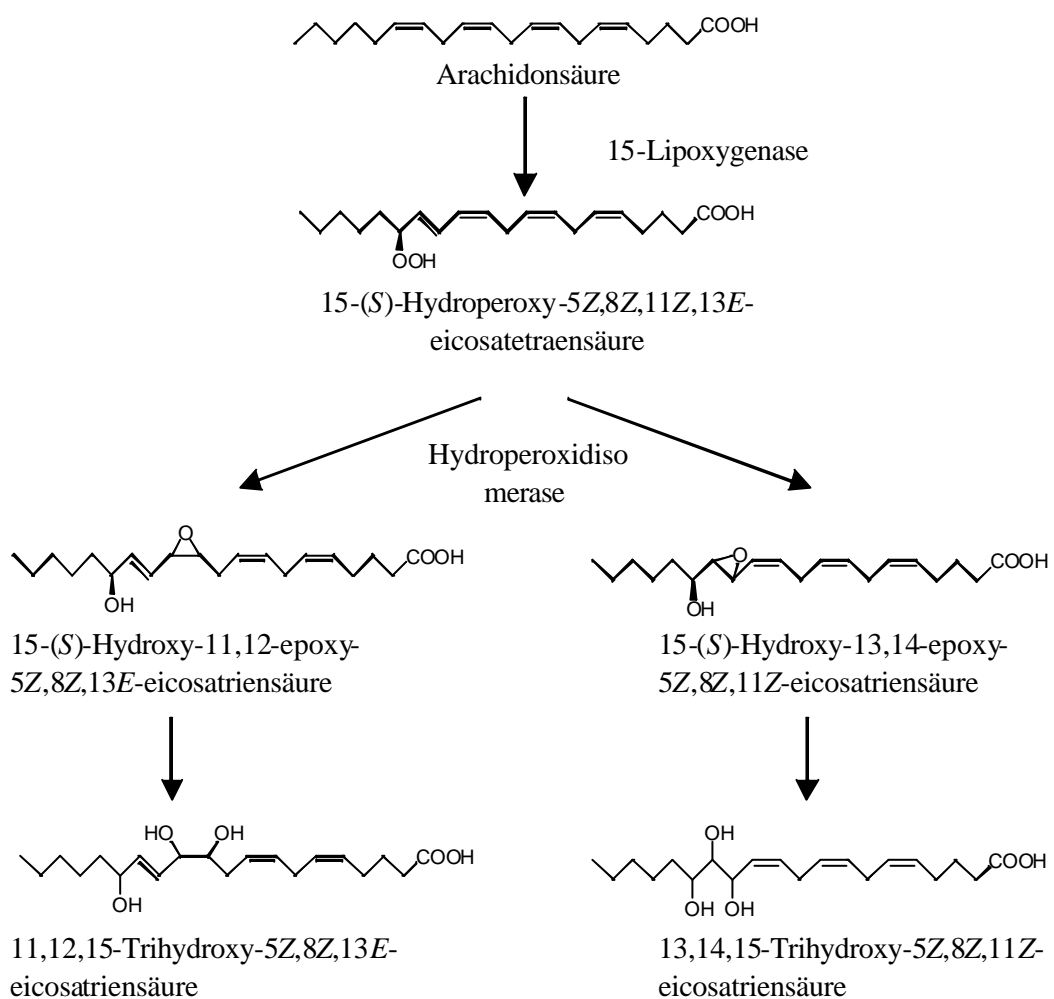 COOH
Arachidonsäure
15-Lipoxygenase
COOH
OOH
15-(S)-Hydroperoxy-5Z,8Z,11Z,13E-
eicosatetraensäure
Hydroperoxidiso
merase
O
COOH
OH
15-(S)-Hydroxy-11,12-epoxy-
5Z,8Z,13E-eicosatriensäure
O
COOH
OH
15-(S)-Hydroxy-13,14-epoxy-
5Z,8Z,11Z-eicosatriensäure
HO OH
COOH
OH
11,12,15-Trihydroxy-5Z,8Z,13E-
eicosatriensäure
OH
COOH
OH OH
13,14,15-Trihydroxy-5Z,8Z,11Z-
eicosatriensäure